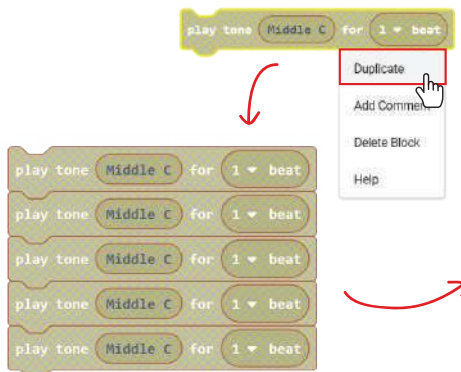 play tone Middle C for 1 beat
Duplicate
Add Comment
Delete Block
Help
play tone Middle C for 1 beat
play tone Middle C for 1 beat
play tone Middle C for 1 beat
play tone Middle C for 1 beat
play tone Middle C for 1 beat